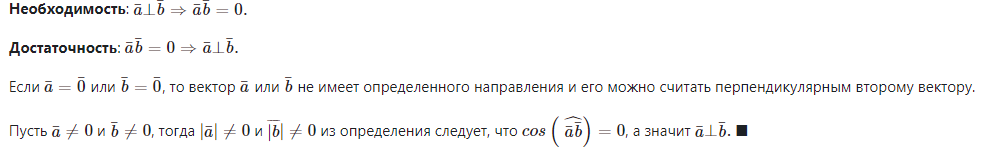 Необходимость: ā⊥b̄ ⇒ āb̄ = 0.
Достаточность: āb̄ = 0 ⇒ ā⊥b̄.
Если ā = 0̄ или b̄ = 0̄, то вектор ā или b̄ не имеет определенного направления и его можно считать перпендикулярным второму вектору.
Пусть ā ≠ 0 и b̄ ≠ 0, тогда |ā| ≠ 0 и |b̄| ≠ 0 из определения следует, что cos(āb̄) = 0, а значит ā⊥b̄. ■